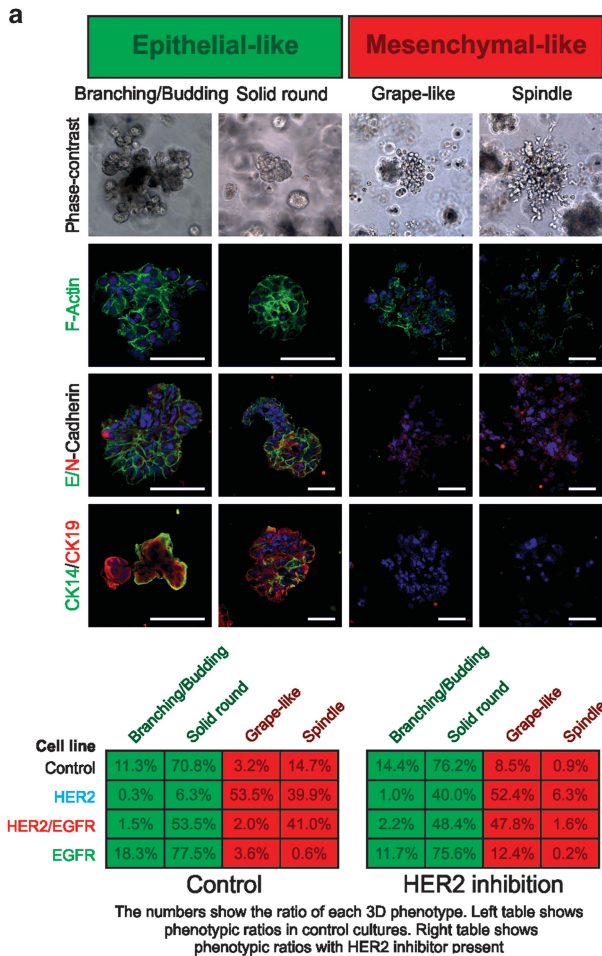 a
Epithelial-like Mesenchymal-like
Branching/Budding Solid round Grape-like Spindle
Phase-contrast
F-Actin
E/N-Cadherin
CK14/CK19
Branching/Budding Solid round Grape-like Spindle Branching/Budding Solid round Grape-like Spindle
Cell line
Control 11.3% 70.8% 3.2% 14.7% 14.4% 76.2% 8.5% 0.9%
HER2 0.3% 6.3% 53.5% 39.9% 1.0% 40.0% 52.4% 6.3%
HER2/EGFR 1.5% 53.5% 2.0% 41.0% 2.2% 48.4% 47.8% 1.6%
EGFR 18.3% 77.5% 3.6% 0.6% 11.7% 75.6% 12.4% 0.2%
Control HER2 inhibition
The numbers show the ratio of each 3D phenotype. Left table shows
phenotypic ratios in control cultures. Right table shows
phenotypic ratios with HER2 inhibitor present